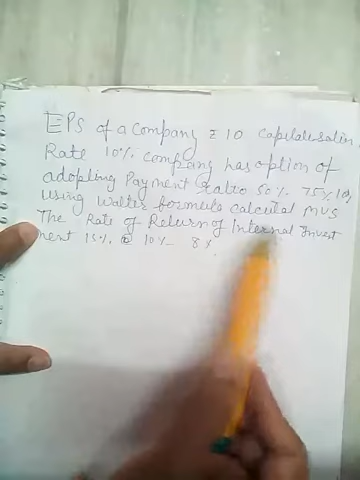 EPS of a company ₹ 10 Capitalisation
Rate 10% company has option of
adopting Payment ratio 50% 75% 10
Using Walter formula calculat MVS
The Rate of Return of Internal Invest
ment 15% @ 10% 8%